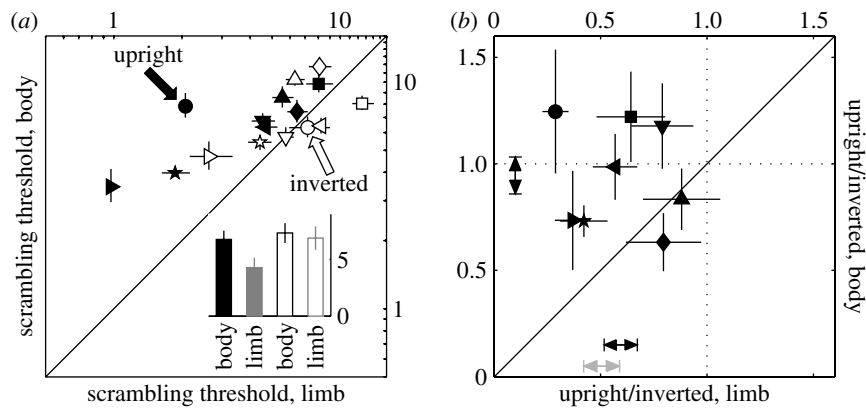 (a)
1
10
upright
10
scrambling threshold, body
inverted
5
1
0
body
limb
body
limb
scrambling threshold, limb
(b)
0
0.5
1.0
1.5
1.5
1.0
0.5
0
upright/inverted, body
upright/inverted, limb